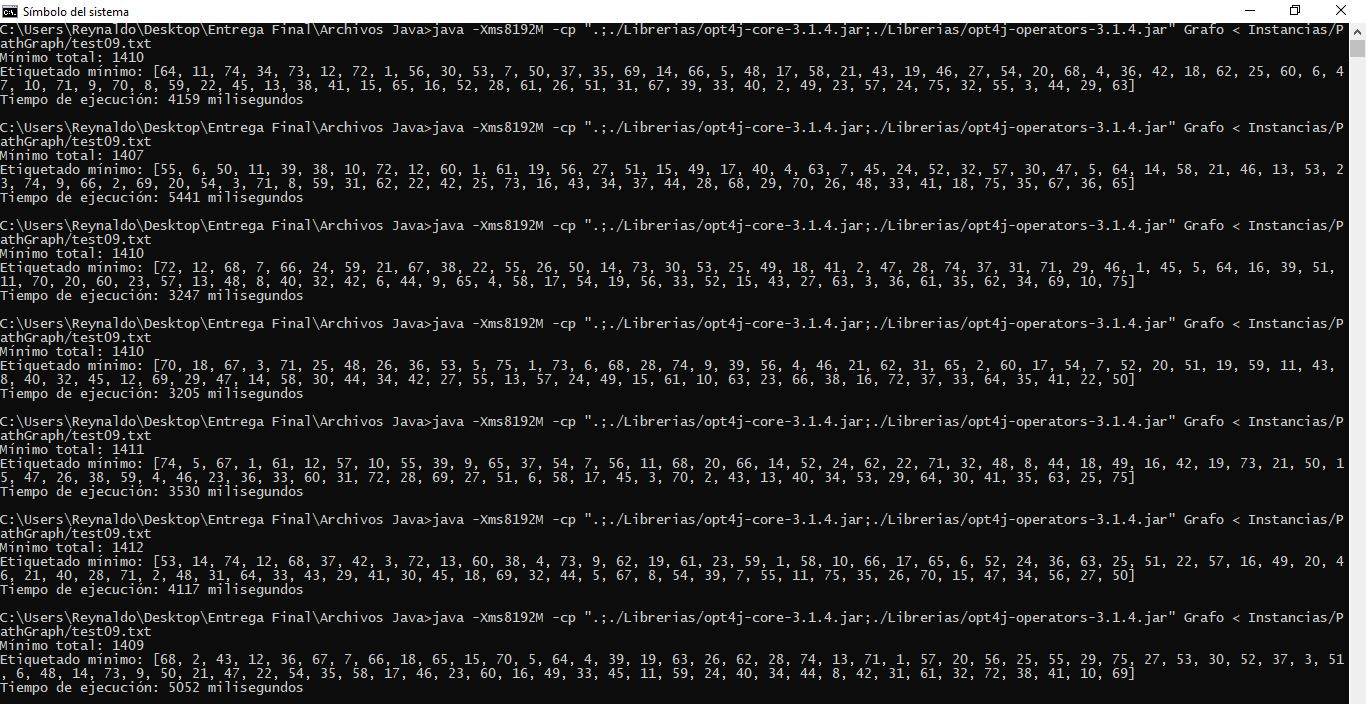 Símbolo del sistema
C:\Users\Reynaldo\Desktop\Entrega Final\Archivos Java>java -Xms8192M -cp ".;./Librerias/opt4j-core-3.1.4.jar;./Librerias/opt4j-operators-3.1.4.jar" Grafo < Instancias/P
athGraph/test09.txt
Mínimo total: 1410
Etiquetado mínimo: [64, 11, 74, 34, 73, 12, 72, 1, 56, 30, 53, 7, 50, 37, 35, 69, 14, 66, 5, 48, 17, 58, 21, 43, 19, 46, 27, 54, 20, 68, 4, 36, 42, 18, 62, 25, 60, 6, 4
7, 10, 71, 9, 70, 8, 59, 22, 45, 13, 38, 41, 15, 65, 16, 52, 28, 61, 26, 51, 31, 67, 39, 33, 40, 2, 49, 23, 57, 24, 75, 32, 55, 3, 44, 29, 63]
Tiempo de ejecución: 4159 milisegundos
C:\Users\Reynaldo\Desktop\Entrega Final\Archivos Java>java -Xms8192M -cp ".;./Librerias/opt4j-core-3.1.4.jar;./Librerias/opt4j-operators-3.1.4.jar" Grafo < Instancias/P
athGraph/test09.txt
Mínimo total: 1407
Etiquetado mínimo: [55, 6, 50, 11, 39, 38, 10, 72, 12, 60, 1, 61, 19, 56, 27, 51, 15, 49, 17, 40, 4, 63, 7, 45, 24, 52, 32, 57, 30, 47, 5, 64, 14, 58, 21, 46, 13, 53, 2
3, 74, 9, 66, 2, 69, 20, 54, 3, 71, 8, 59, 31, 62, 22, 42, 25, 73, 16, 43, 34, 37, 44, 28, 68, 29, 70, 26, 48, 33, 41, 18, 75, 35, 67, 36, 65]
Tiempo de ejecución: 5441 milisegundos
C:\Users\Reynaldo\Desktop\Entrega Final\Archivos Java>java -Xms8192M -cp ".;./Librerias/opt4j-core-3.1.4.jar;./Librerias/opt4j-operators-3.1.4.jar" Grafo < Instancias/P
athGraph/test09.txt
Mínimo total: 1410
Etiquetado mínimo: [72, 12, 68, 7, 66, 24, 59, 21, 67, 38, 22, 55, 26, 50, 14, 73, 30, 53, 25, 49, 18, 41, 2, 47, 28, 74, 37, 31, 71, 29, 46, 1, 45, 5, 64, 16, 39, 51,
11, 70, 20, 60, 23, 57, 13, 48, 8, 40, 32, 42, 6, 44, 9, 65, 4, 58, 17, 54, 19, 56, 33, 52, 15, 43, 27, 63, 3, 36, 61, 35, 62, 34, 69, 10, 75]
Tiempo de ejecución: 3247 milisegundos
C:\Users\Reynaldo\Desktop\Entrega Final\Archivos Java>java -Xms8192M -cp ".;./Librerias/opt4j-core-3.1.4.jar;./Librerias/opt4j-operators-3.1.4.jar" Grafo < Instancias/P
athGraph/test09.txt
Mínimo total: 1410
Etiquetado mínimo: [70, 18, 67, 3, 71, 25, 48, 26, 36, 53, 5, 75, 1, 73, 6, 68, 28, 74, 9, 39, 56, 4, 46, 21, 62, 31, 65, 2, 60, 17, 54, 7, 52, 20, 51, 19, 59, 11, 43,
8, 40, 32, 45, 12, 69, 29, 47, 14, 58, 30, 44, 34, 42, 27, 55, 13, 57, 24, 49, 15, 61, 10, 63, 23, 66, 38, 16, 72, 37, 33, 64, 35, 41, 22, 50]
Tiempo de ejecución: 3205 milisegundos
C:\Users\Reynaldo\Desktop\Entrega Final\Archivos Java>java -Xms8192M -cp ".;./Librerias/opt4j-core-3.1.4.jar;./Librerias/opt4j-operators-3.1.4.jar" Grafo < Instancias/P
athGraph/test09.txt
Mínimo total: 1411
Etiquetado mínimo: [74, 5, 67, 1, 61, 12, 57, 10, 55, 39, 9, 65, 37, 54, 7, 56, 11, 68, 20, 66, 14, 52, 24, 62, 22, 71, 32, 48, 8, 44, 18, 49, 16, 42, 19, 73, 21, 50, 1
5, 47, 26, 38, 59, 4, 46, 23, 36, 33, 60, 31, 72, 28, 69, 27, 51, 6, 58, 17, 45, 3, 70, 2, 43, 13, 40, 34, 53, 29, 64, 30, 41, 35, 63, 25, 75]
Tiempo de ejecución: 3530 milisegundos
C:\Users\Reynaldo\Desktop\Entrega Final\Archivos Java>java -Xms8192M -cp ".;./Librerias/opt4j-core-3.1.4.jar;./Librerias/opt4j-operators-3.1.4.jar" Grafo < Instancias/P
athGraph/test09.txt
Mínimo total: 1412
Etiquetado mínimo: [53, 14, 74, 12, 68, 37, 42, 3, 72, 13, 60, 38, 4, 73, 9, 62, 19, 61, 23, 59, 1, 58, 10, 66, 17, 65, 6, 52, 24, 36, 63, 25, 51, 22, 57, 16, 49, 20, 4
6, 21, 40, 28, 71, 2, 48, 31, 64, 33, 43, 29, 41, 30, 45, 18, 69, 32, 44, 5, 67, 8, 54, 39, 7, 55, 11, 75, 35, 26, 70, 15, 47, 34, 56, 27, 50]
Tiempo de ejecución: 4117 milisegundos
C:\Users\Reynaldo\Desktop\Entrega Final\Archivos Java>java -Xms8192M -cp ".;./Librerias/opt4j-core-3.1.4.jar;./Librerias/opt4j-operators-3.1.4.jar" Grafo < Instancias/P
athGraph/test09.txt
Mínimo total: 1409
Etiquetado mínimo: [68, 2, 43, 12, 36, 67, 7, 66, 18, 65, 15, 70, 5, 64, 4, 39, 19, 63, 26, 62, 28, 74, 13, 71, 1, 57, 20, 56, 25, 55, 29, 75, 27, 53, 30, 52, 37, 3, 51
, 6, 48, 14, 73, 9, 50, 21, 47, 22, 54, 35, 58, 17, 46, 23, 60, 16, 49, 33, 45, 11, 59, 24, 40, 34, 44, 8, 42, 31, 61, 32, 72, 38, 41, 10, 69]
Tiempo de ejecución: 5052 milisegundos